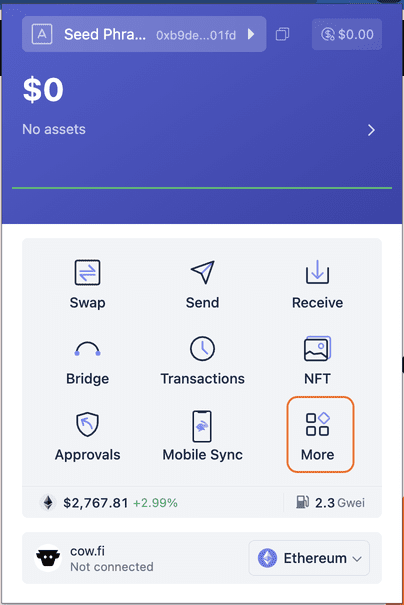 Seed Phra... 0xb9de...01fd $0.00
$0
No assets
Swap Send Receive
Bridge Transactions NFT
Approvals Mobile Sync More
$2,767.81 +2.99% 2.3 Gwei
cow.fi
Not connected
Ethereum